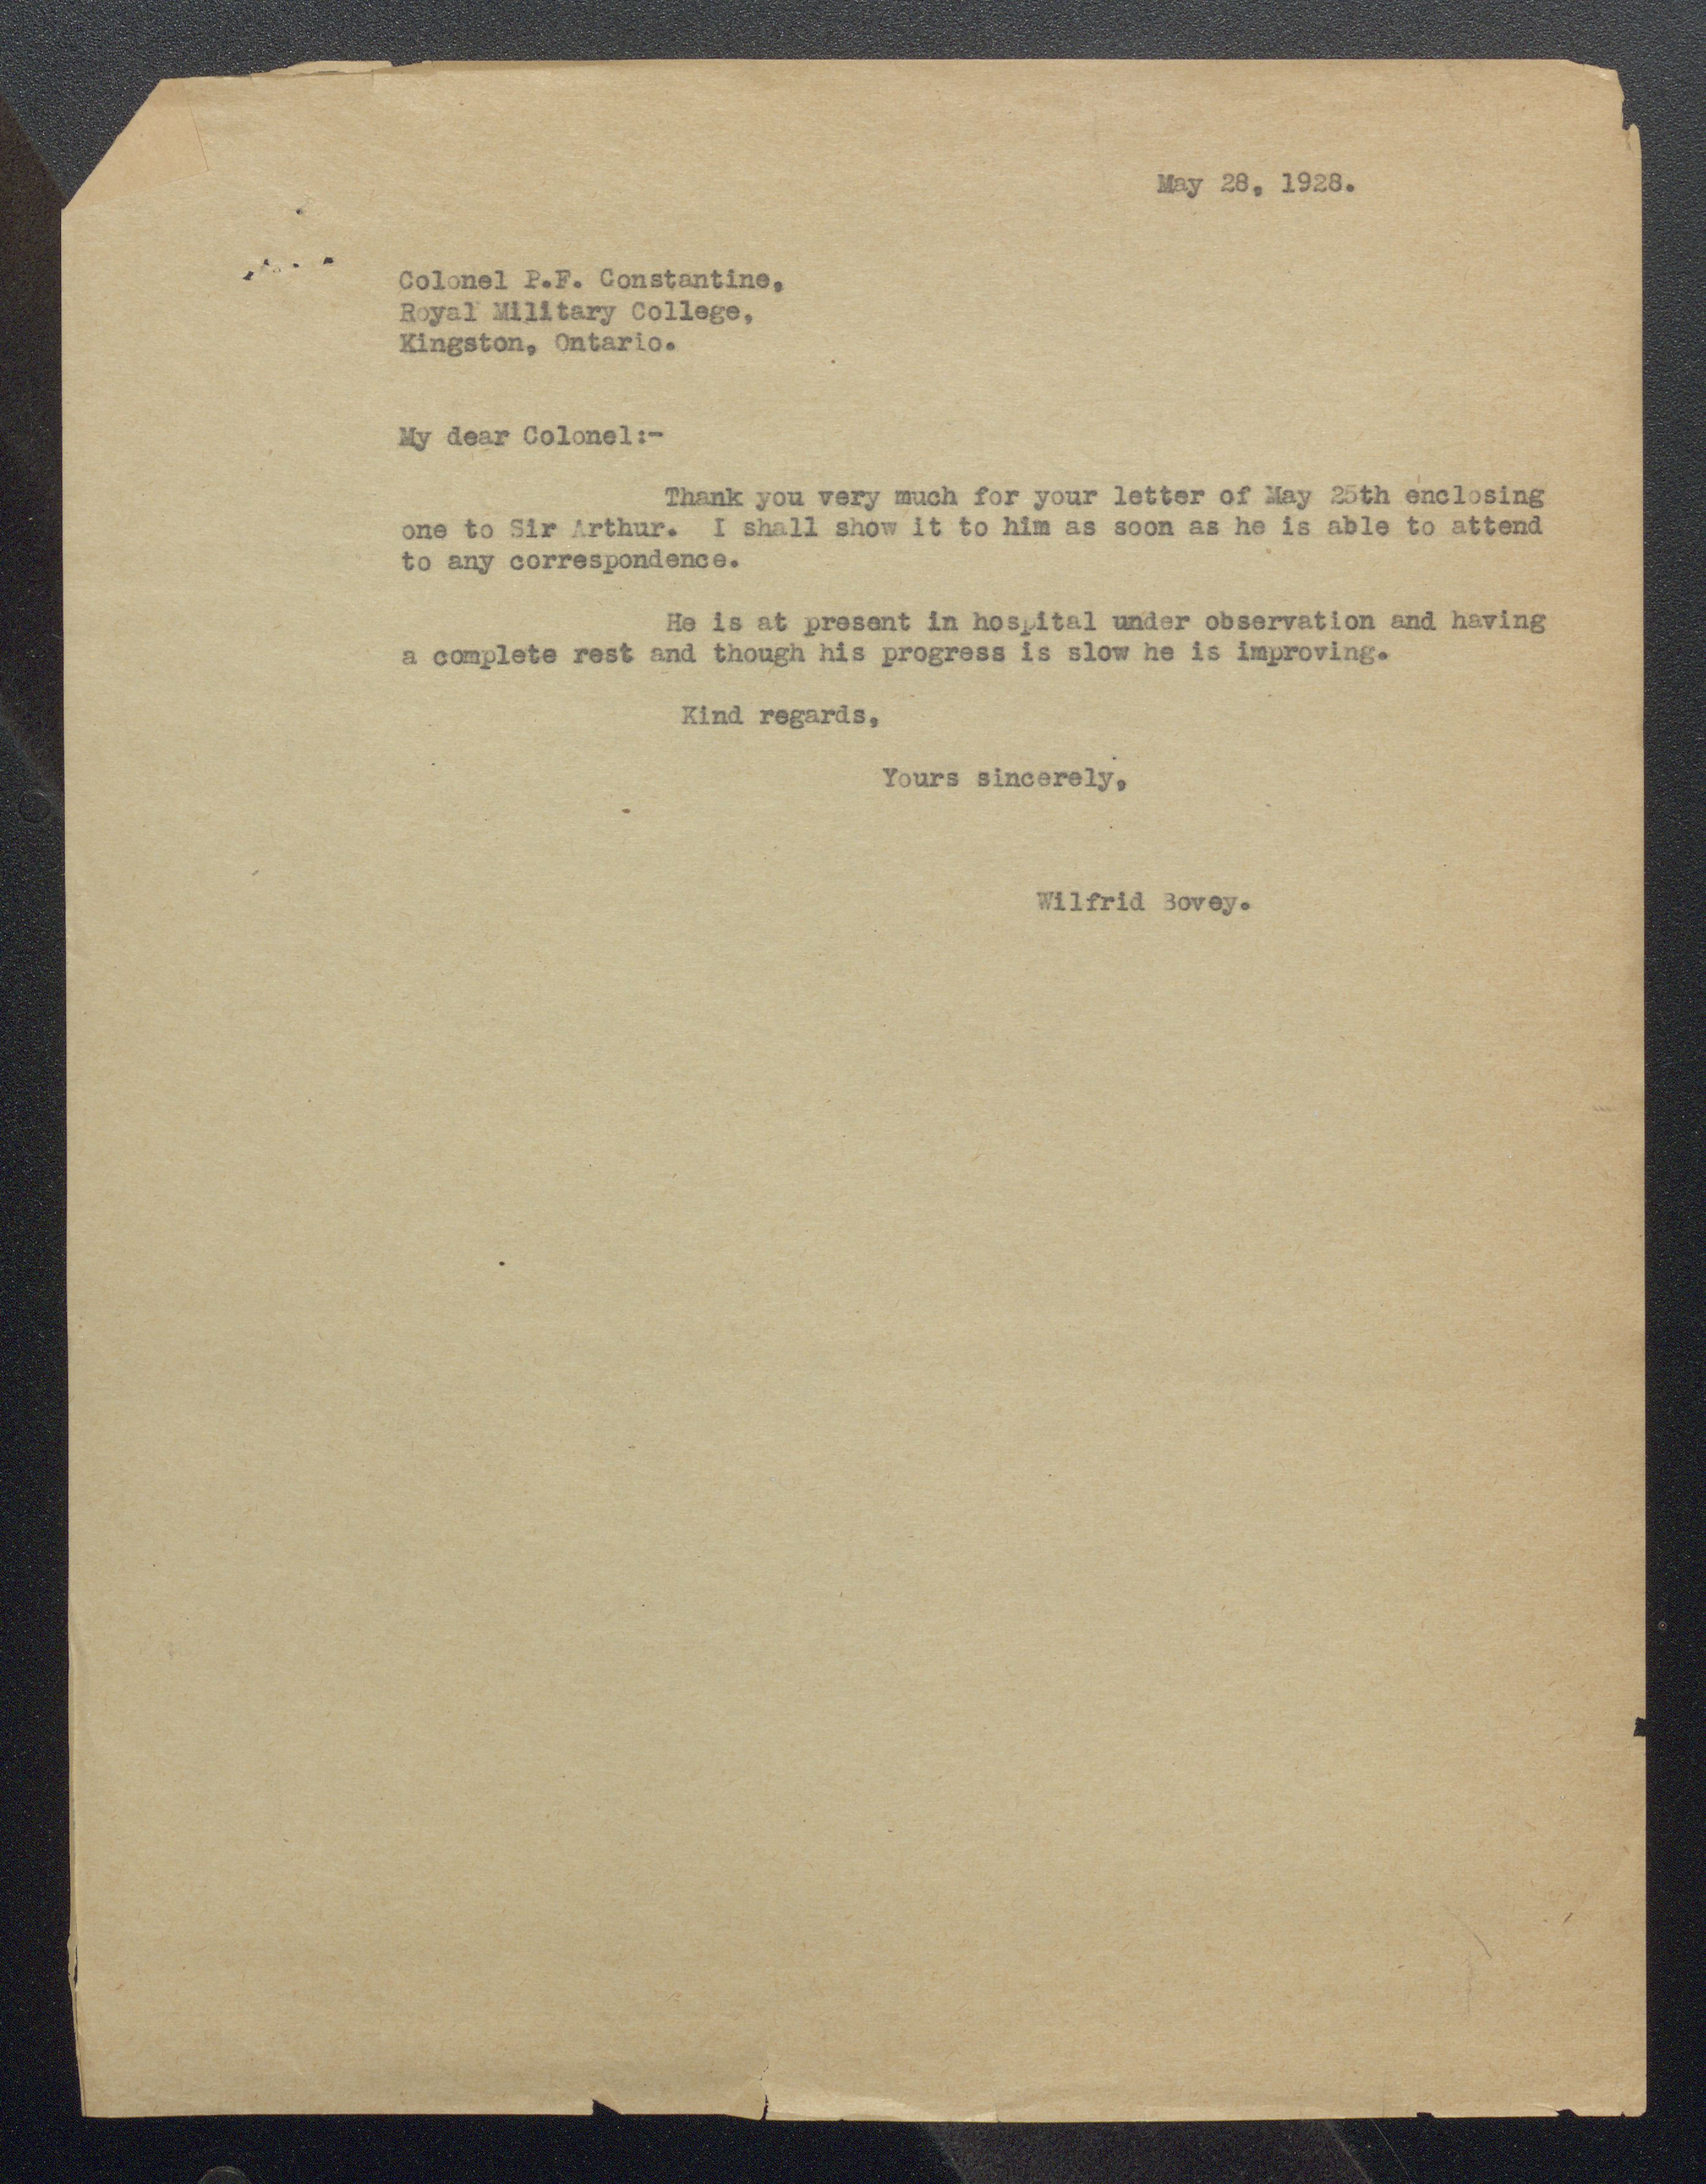 May 28, 1928.
Colonel P.F. Constantine,
Royal Military College,
Kingston, Ontario.
My dear Colonel:-
Thank you very much for your letter of May 25th enclosing
one to Sir Arthur. I shall show it to him as soon as he is able to attend
to any correspondence.
He is at present in hospital under observation and having
a complete rest and though his progress is slow he is improving.
Kind regards,
Yours sincerely,
Wilfrid Bovey.